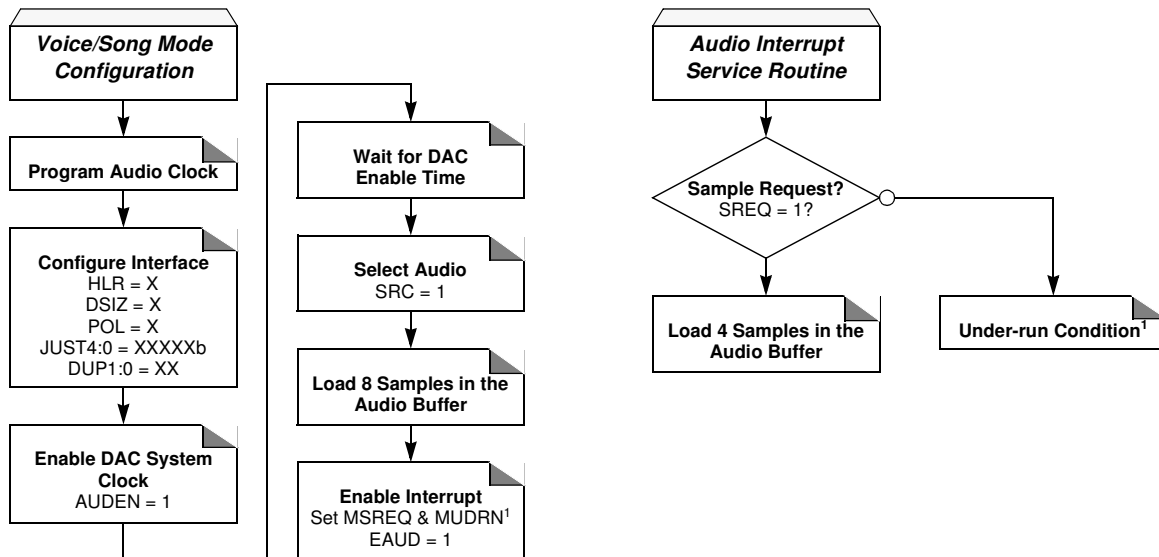 Voice/Song Mode
Configuration
Program Audio Clock
Configure Interface
HLR = X
DSIZ = X
POL = X
JUST4:0 = XXXXXb
DUP1:0 = XX
Enable DAC System
Clock
AUDEN = 1
Wait for DAC
Enable Time
Select Audio
SRC = 1
Load 8 Samples in the
Audio Buffer
Enable Interrupt
Set MSREQ & MUDRN¹
EAUD = 1
Audio Interrupt
Service Routine
Sample Request?
SREQ = 1?
Load 4 Samples in the
Audio Buffer
Under-run Condition¹